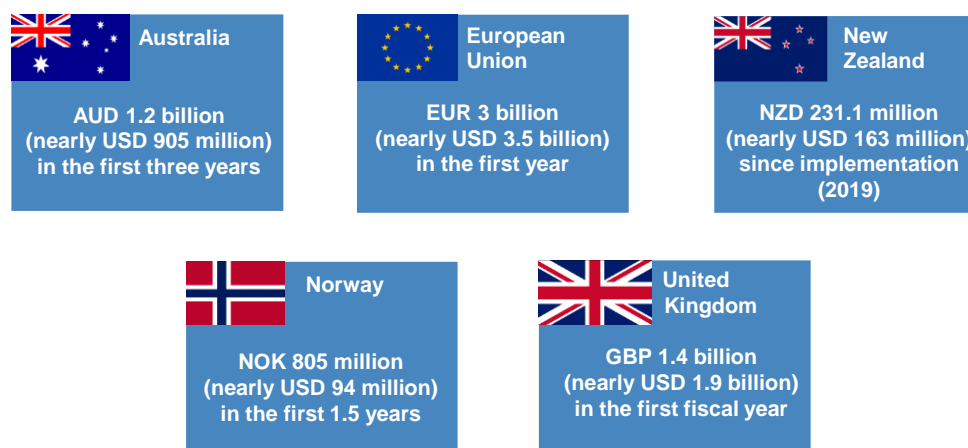 Australia
AUD 1.2 billion
(nearly USD 905 million)
in the first three years
European
Union
EUR 3 billion
(nearly USD 3.5 billion)
in the first year
New
Zealand
NZD 231.1 million
(nearly USD 163 million)
since implementation
(2019)
Norway
NOK 805 million
(nearly USD 94 million)
in the first 1.5 years
United
Kingdom
GBP 1.4 billion
(nearly USD 1.9 billion)
in the first fiscal year